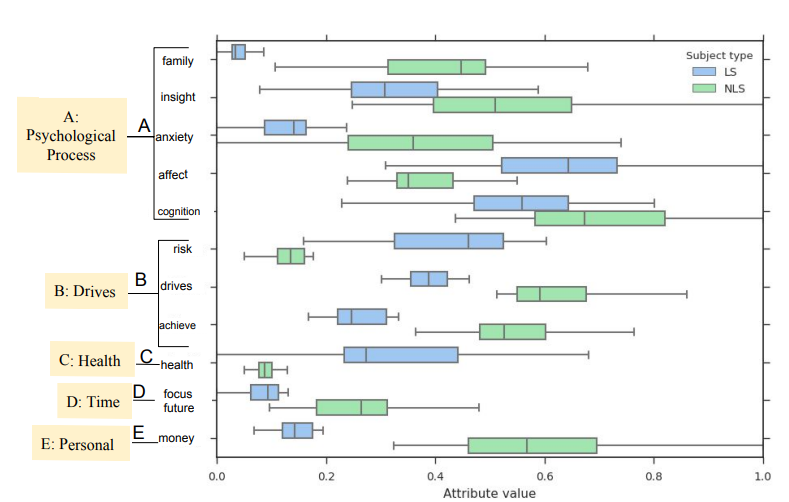 A:
Psychological
Process
A
family
insight
anxiety
affect
cognition
B: Drives
B
risk
drives
achieve
C: Health
C
health
D: Time
D
focus
future
E: Personal
E
money
Subject type
LS
NLS
0.0 0.2 0.4 0.6 0.8 1.0
Attribute value